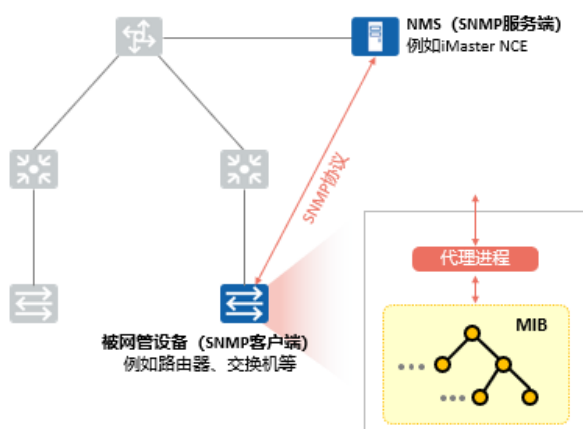 NMS（SNMP服务端）
例如iMaster NCE
SNMP协议
代理进程
MIB
被网管设备（SNMP客户端）
例如路由器、交换机等